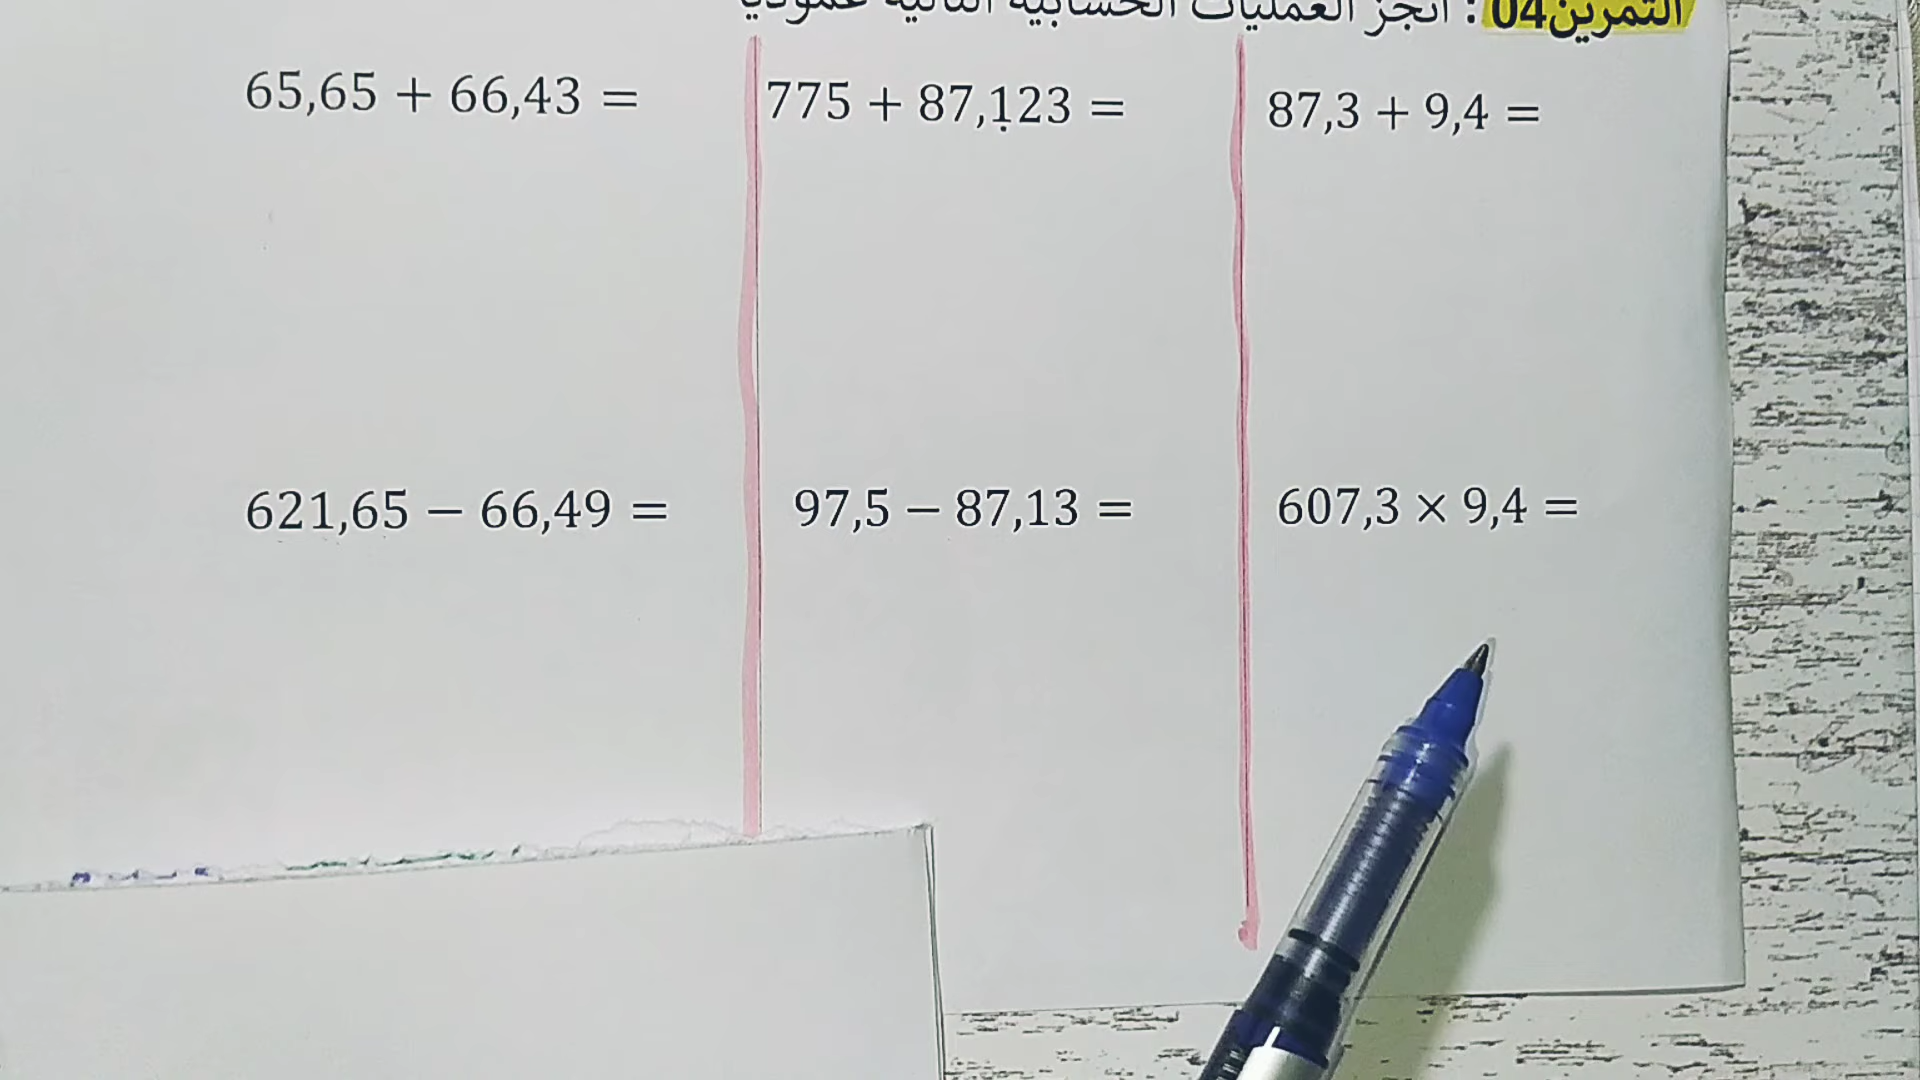 التمرين04 : أنجز العمليات الحسابية التالية عموديا
87,3 + 9,4 =
775 + 87,123 =
65,65 + 66,43 =
607,3 × 9,4 =
97,5 − 87,13 =
621,65 − 66,49 =